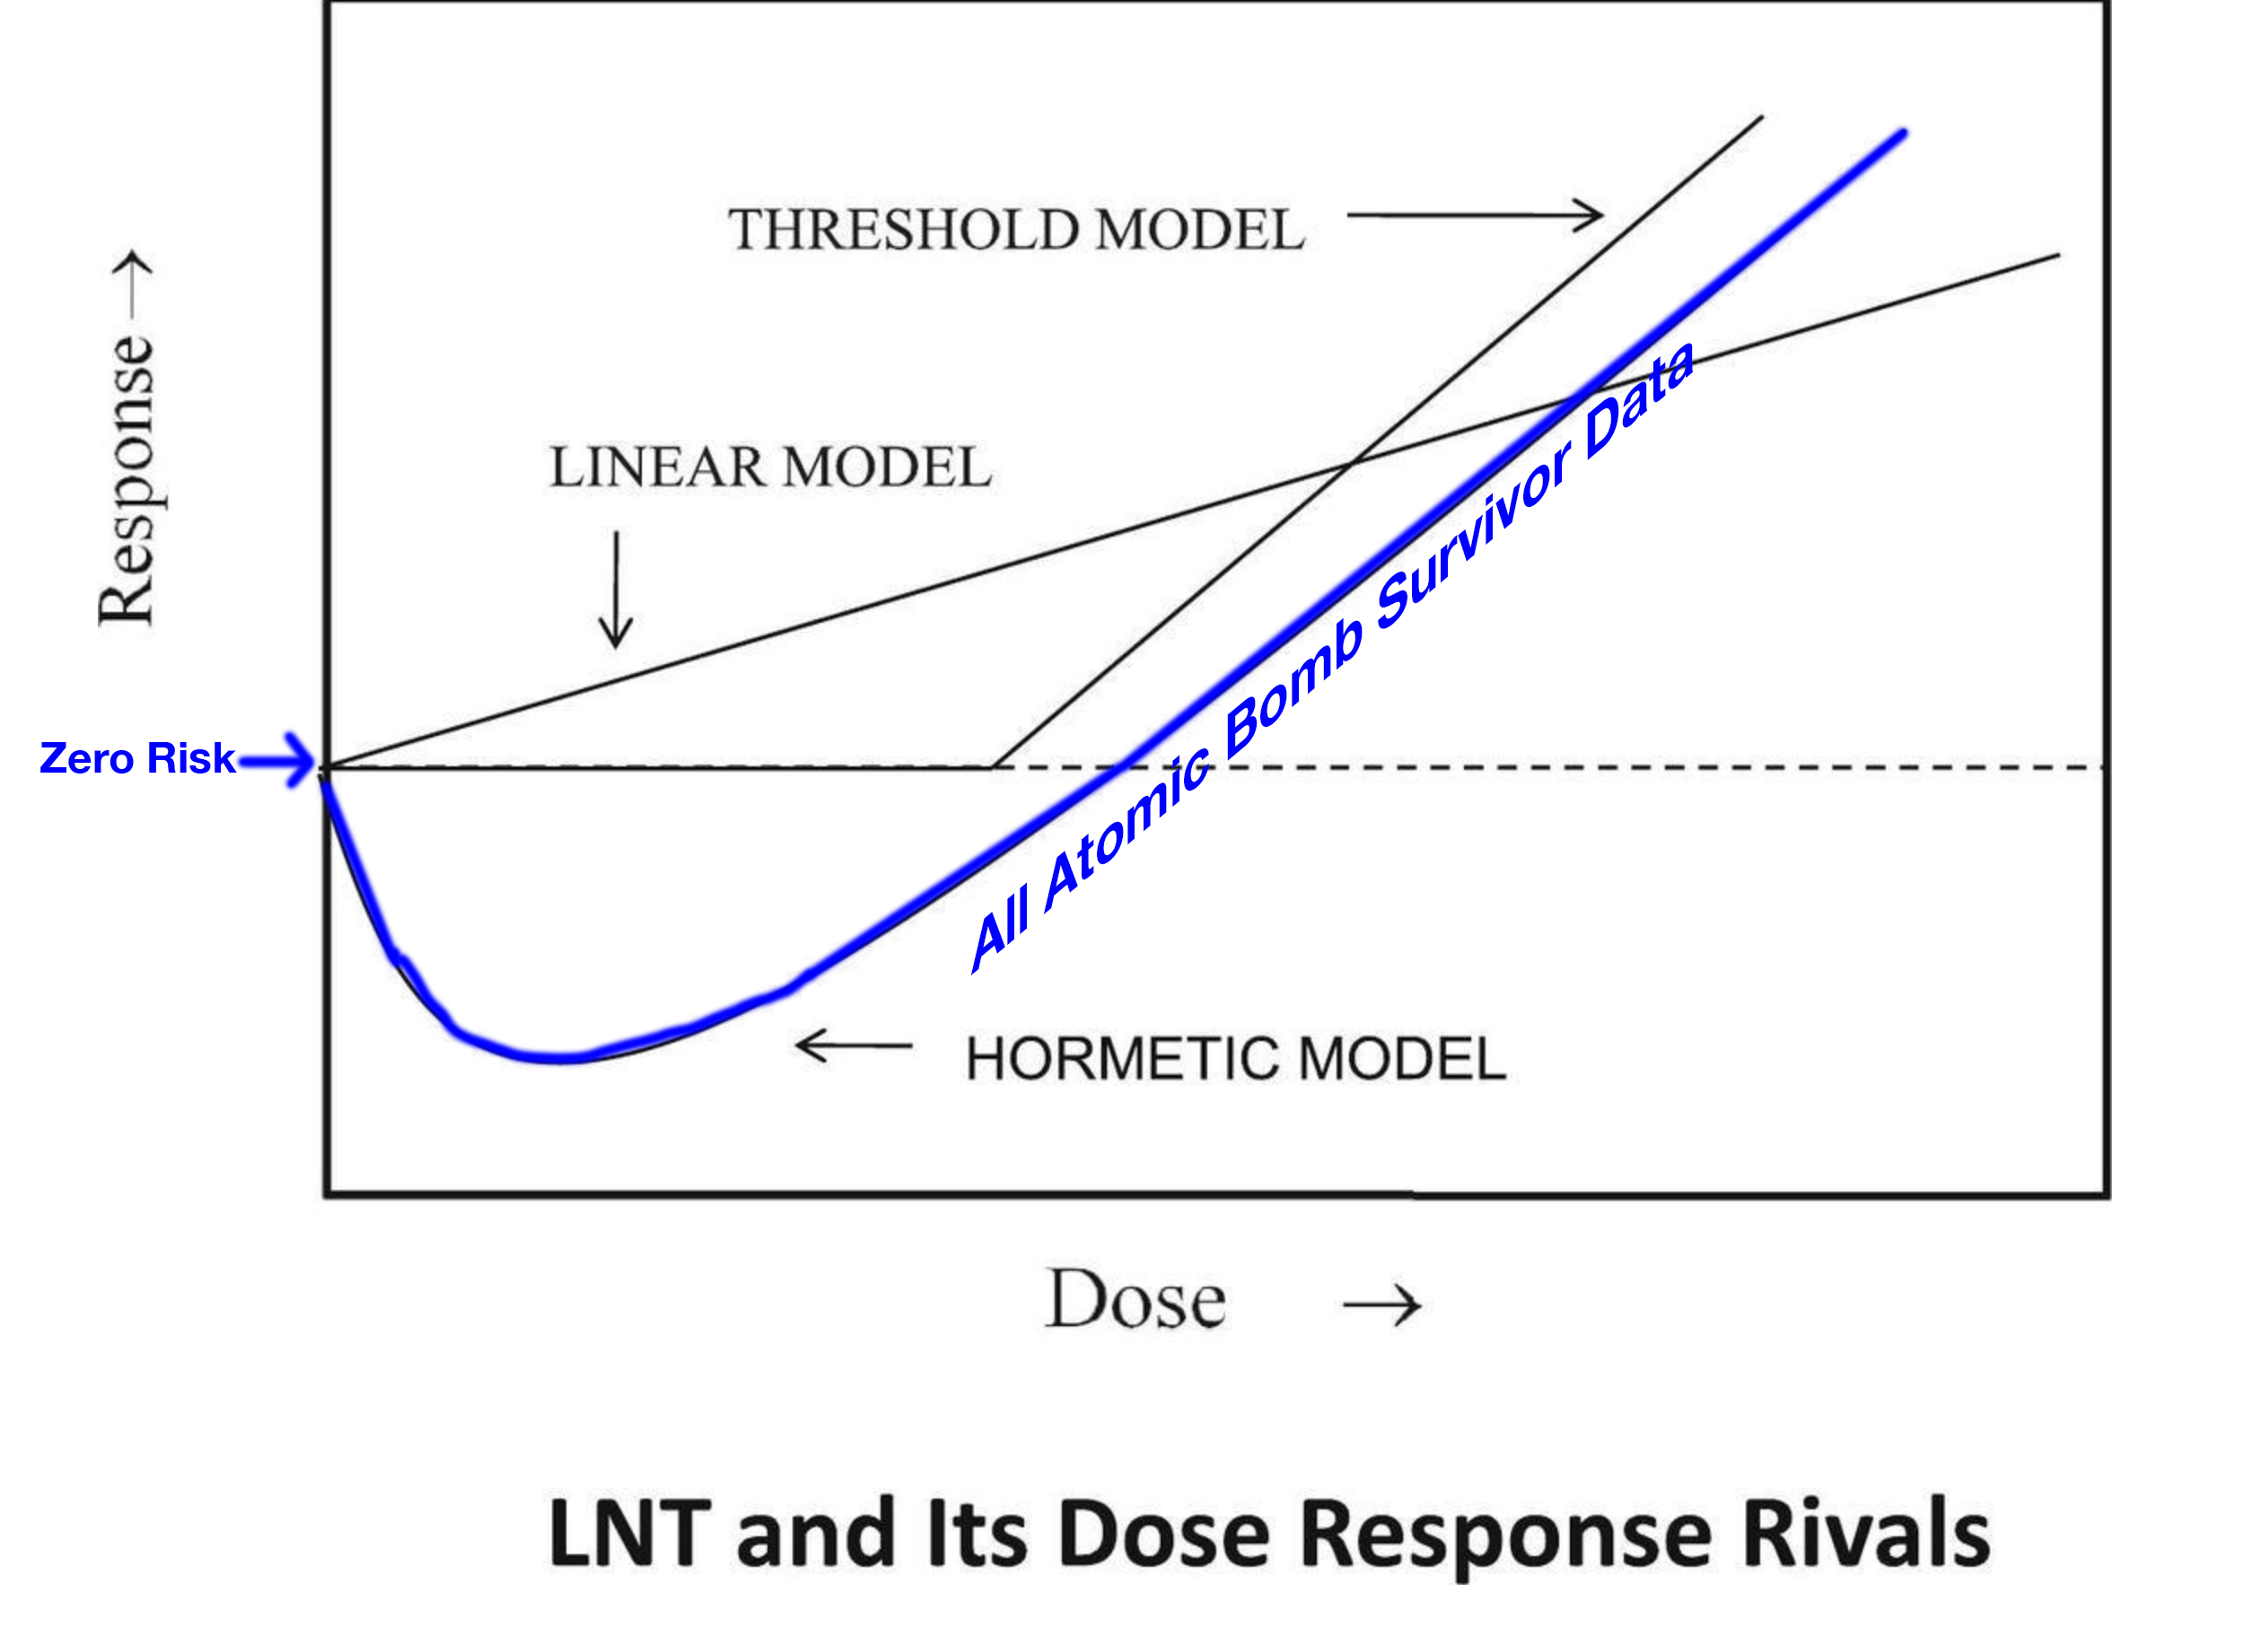 THRESHOLD MODEL
Response →
LINEAR MODEL
Zero Risk
All Atomic Bomb Survivor Data
HORMETIC MODEL
Dose →
LNT and Its Dose Response Rivals